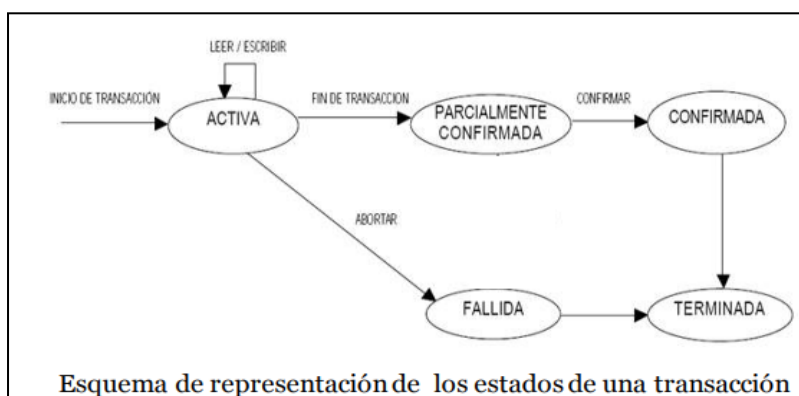 LEER / ESCRIBIR
INICIO DE TRANSACCIÓN
ACTIVA
FIN DE TRANSACCION
PARCIALMENTE
CONFIRMADA
CONFIRMAR
CONFIRMADA
ABORTAR
FALLIDA
TERMINADA
Esquema de representación de los estados de una transacción